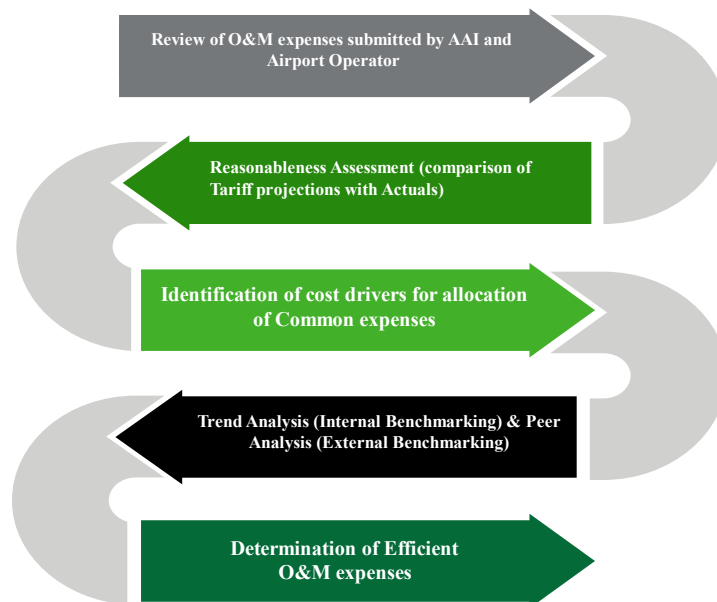 Review of O&M expenses submitted by AAI and
Airport Operator
Reasonableness Assessment (comparison of
Tariff projections with Actuals)
Identification of cost drivers for allocation
of Common expenses
Trend Analysis (Internal Benchmarking) & Peer
Analysis (External Benchmarking)
Determination of Efficient
O&M expenses